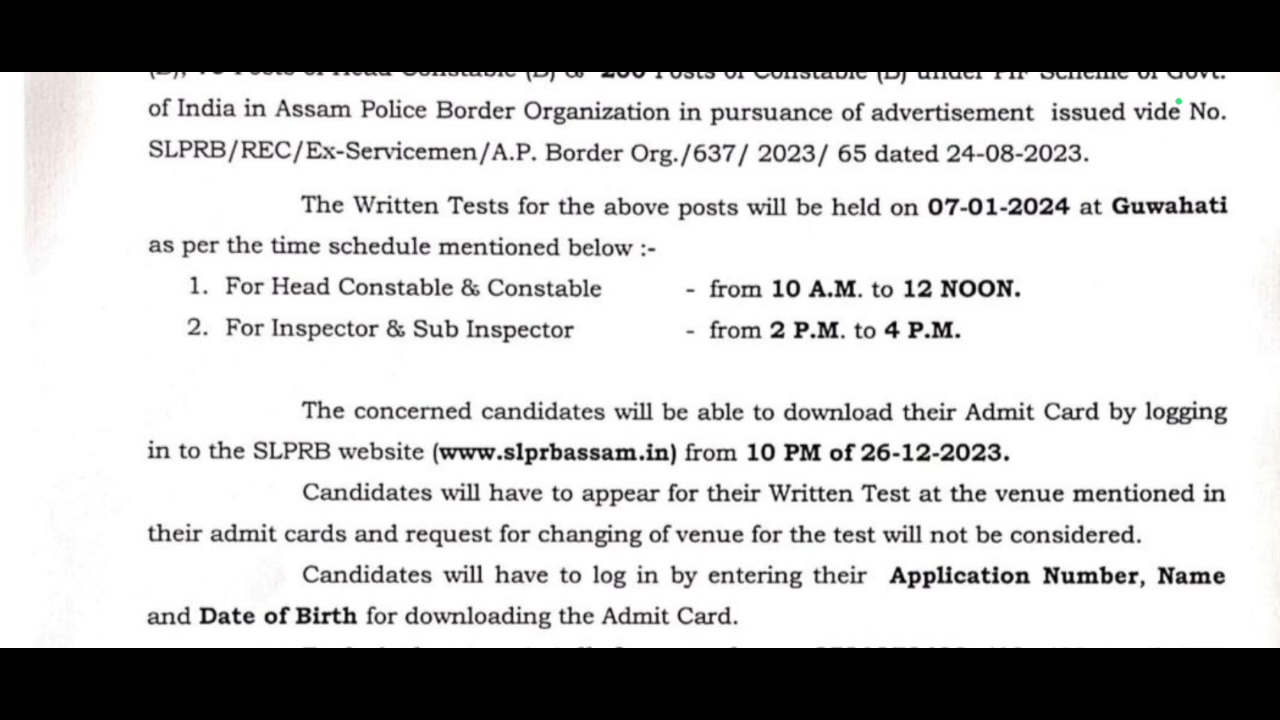 of India in Assam Police Border Organization in pursuance of advertisement issued vide No.
SLPRB/REC/Ex-Servicemen/A.P. Border Org./637/ 2023/ 65 dated 24-08-2023.
The Written Tests for the above posts will be held on 07-01-2024 at Guwahati
as per the time schedule mentioned below :-
1. For Head Constable & Constable - from 10 A.M. to 12 NOON.
2. For Inspector & Sub Inspector - from 2 P.M. to 4 P.M.
The concerned candidates will be able to download their Admit Card by logging
in to the SLPRB website (www.slprbassam.in) from 10 PM of 26-12-2023.
Candidates will have to appear for their Written Test at the venue mentioned in
their admit cards and request for changing of venue for the test will not be considered.
Candidates will have to log in by entering their Application Number, Name
and Date of Birth for downloading the Admit Card.